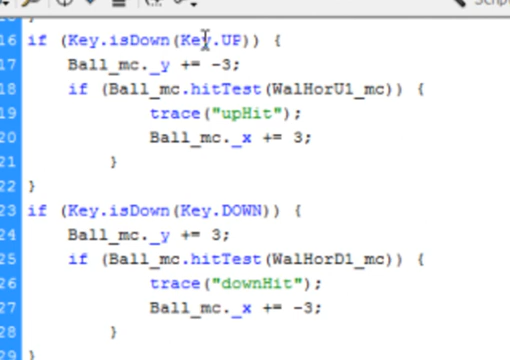 Script
16 if (Key.isDown(Key.UP)) {
17 Ball_mc._y += -3;
18 if (Ball_mc.hitTest(WalHorU1_mc)) {
19 trace("upHit");
20 Ball_mc._x += 3;
21 }
22 }
23 if (Key.isDown(Key.DOWN)) {
24 Ball_mc._y += 3;
25 if (Ball_mc.hitTest(WalHorD1_mc)) {
26 trace("downHit");
27 Ball_mc._x += -3;
28 }
29 }